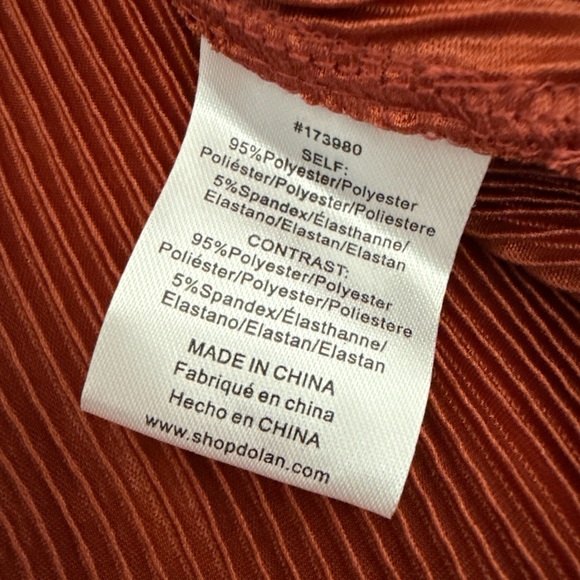 #173980
SELF:
95%Polyester/Polyester
Poliéster/Polyester/Poliestere
5%Spandex/Élasthanne/
Elastano/Elastan/Elastan
CONTRAST:
95%Polyester/Polyester
Poliéster/Polyester/Poliestere
5%Spandex/Élasthanne/
Elastano/Elastan/Elastan
MADE IN CHINA
Fabriqué en china
Hecho en CHINA
www.shopdolan.com